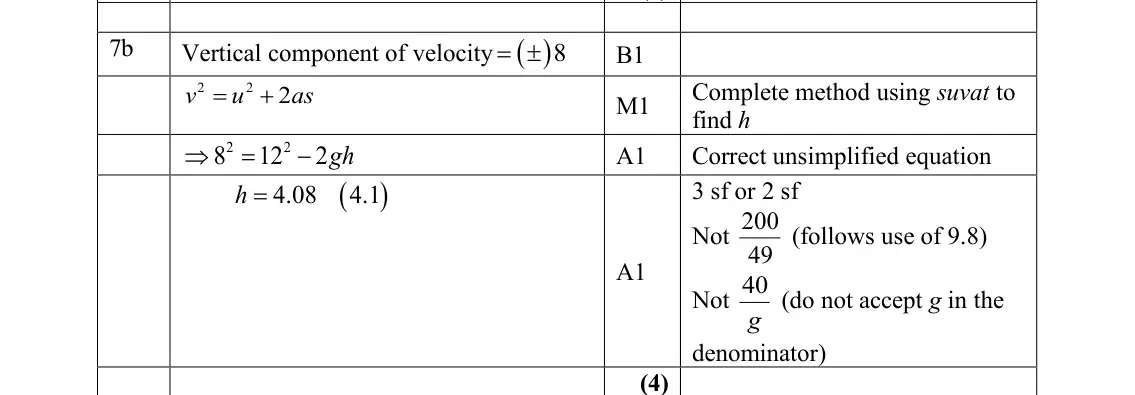 7b Vertical component of velocity = (±)8 B1
v² = u² + 2as M1 Complete method using suvat to
find h
⇒ 8² = 12² − 2gh A1 Correct unsimplified equation
h = 4.08 (4.1) A1 3 sf or 2 sf
Not 200/49 (follows use of 9.8)
Not 40/g (do not accept g in the
denominator)
(4)